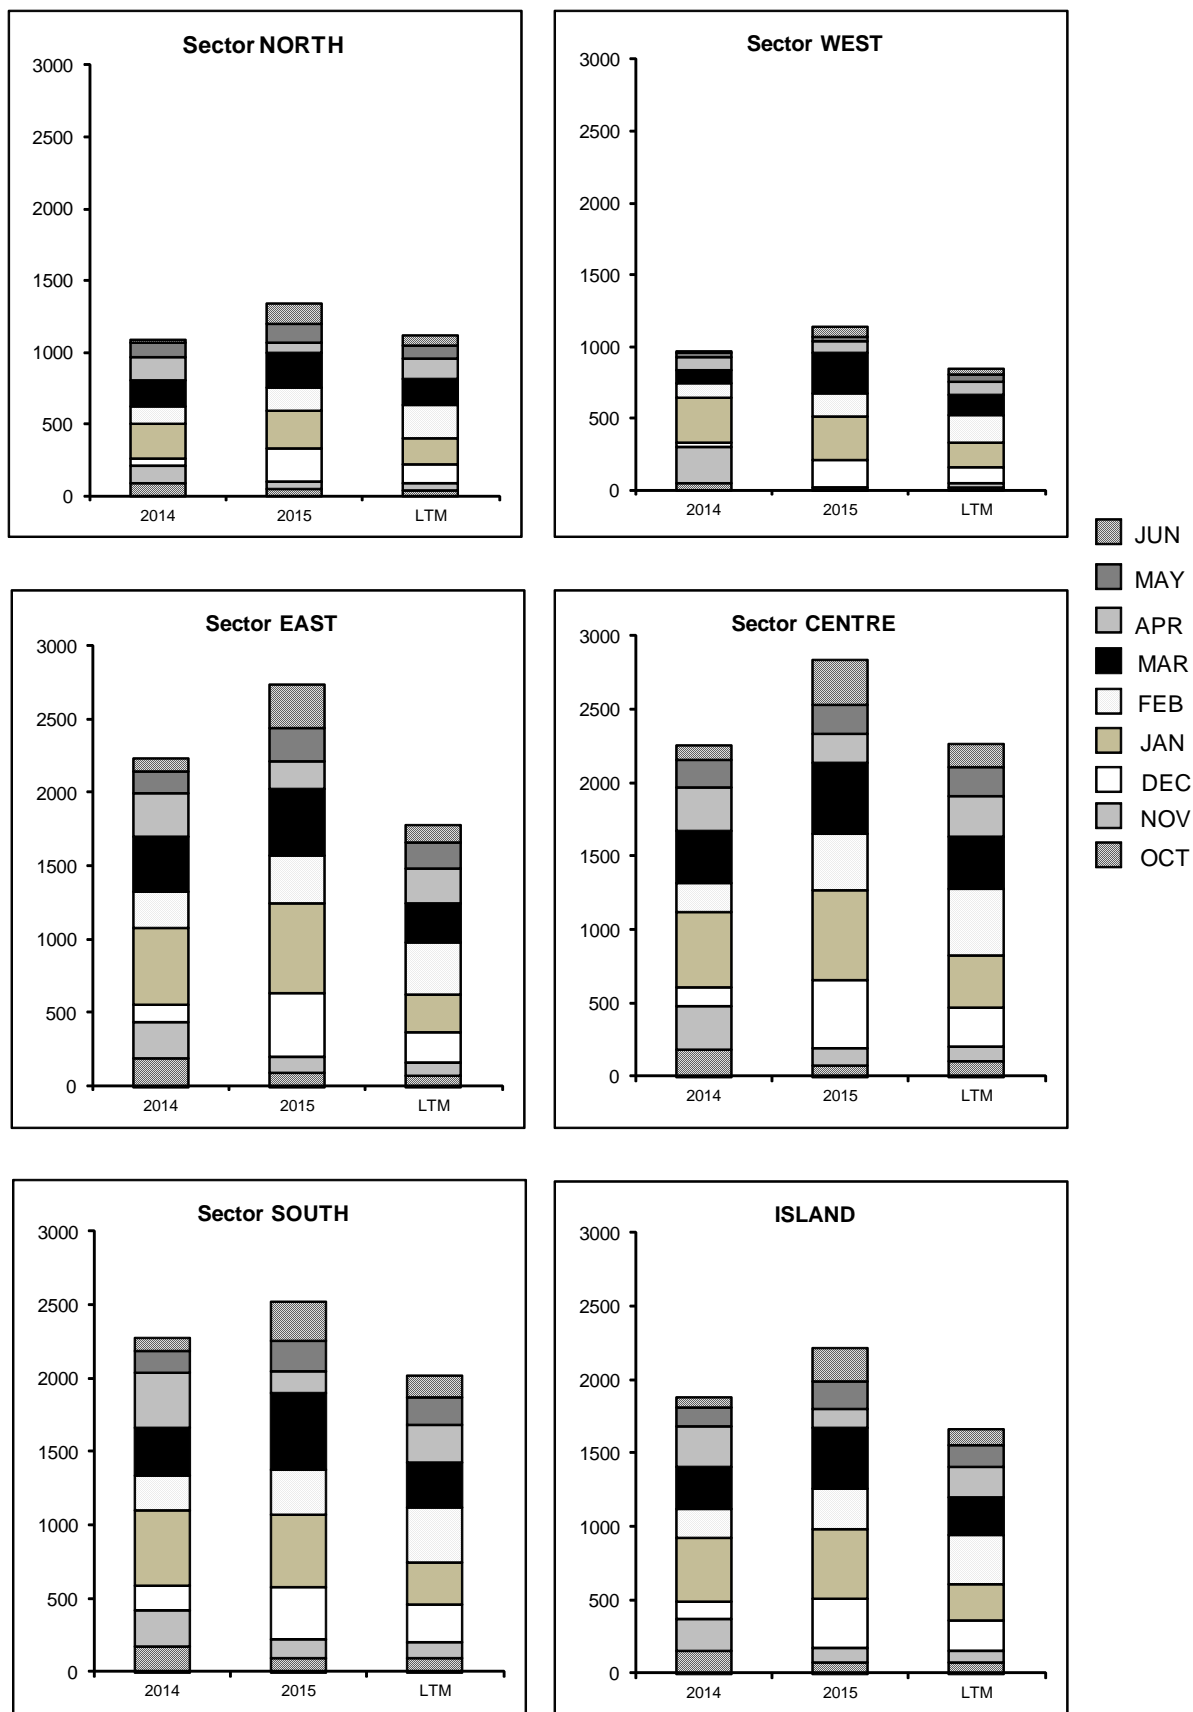 Sector NORTH
3000
2500
2000
1500
1000
500
0
2014 2015 LTM
Sector WEST
3000
2500
2000
1500
1000
500
0
2014 2015 LTM
JUN
MAY
APR
MAR
FEB
JAN
DEC
NOV
OCT
Sector EAST
3000
2500
2000
1500
1000
500
0
2014 2015 LTM
Sector CENTRE
3000
2500
2000
1500
1000
500
0
2014 2015 LTM
Sector SOUTH
3000
2500
2000
1500
1000
500
0
2014 2015 LTM
ISLAND
3000
2500
2000
1500
1000
500
0
2014 2015 LTM